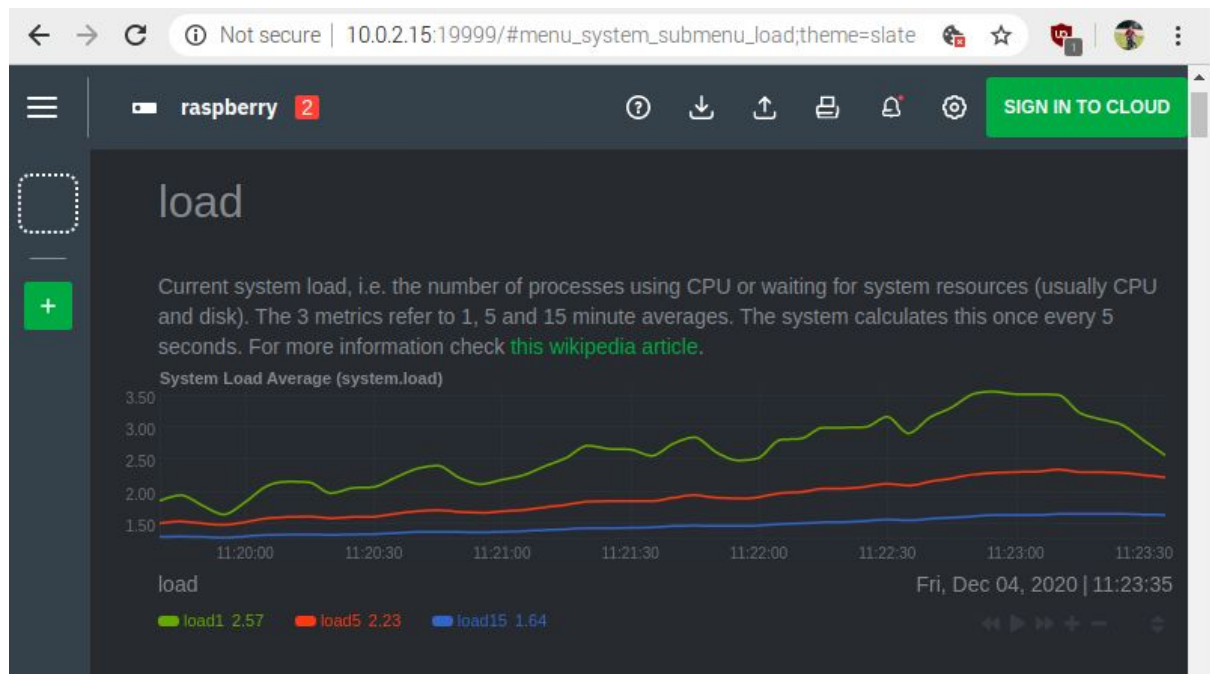 Not secure | 10.0.2.15:19999/#menu_system_submenu_load;theme=slate
1
raspberry 2
SIGN IN TO CLOUD
load
Current system load, i.e. the number of processes using CPU or waiting for system resources (usually CPU
and disk). The 3 metrics refer to 1, 5 and 15 minute averages. The system calculates this once every 5
seconds. For more information check this wikipedia article.
System Load Average (system.load)
3.50
3.00
2.50
2.00
1.50
11:20:00 11:20:30 11:21:00 11:21:30 11:22:00 11:22:30 11:23:00 11:23:30
load Fri, Dec 04, 2020 | 11:23:35
load1 2.57 load5 2.23 load15 1.64